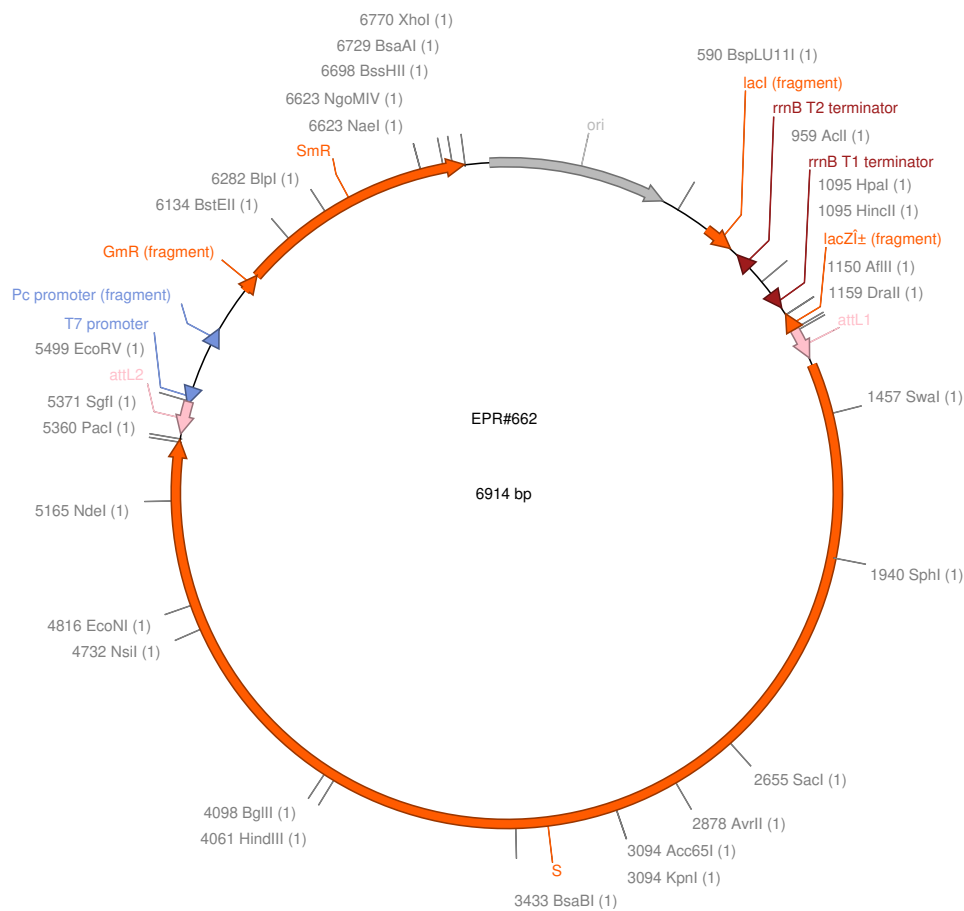 6770 XhoI (1)
6729 BsaAI (1)
6698 BssHII (1)
6623 NgoMIV (1)
6623 NaeI (1)
SmR
6282 BlpI (1)
6134 BstEII (1)
GmR (fragment)
Pc promoter (fragment)
T7 promoter
5499 EcoRV (1)
attL2
5371 SgfI (1)
5360 PacI (1)
5165 NdeI (1)
4816 EcoNI (1)
4732 NsiI (1)
4098 BglII (1)
4061 HindIII (1)
ori
590 BspLU11I (1)
lacI (fragment)
rrnB T2 terminator
959 AclI (1)
rrnB T1 terminator
1095 HpaI (1)
1095 HincII (1)
lacZÎ± (fragment)
1150 AflII (1)
1159 DraII (1)
attL1
1457 SwaI (1)
1940 SphI (1)
2655 SacI (1)
2878 AvrII (1)
3094 Acc65I (1)
3094 KpnI (1)
S
3433 BsaBI (1)
EPR#662
6914 bp